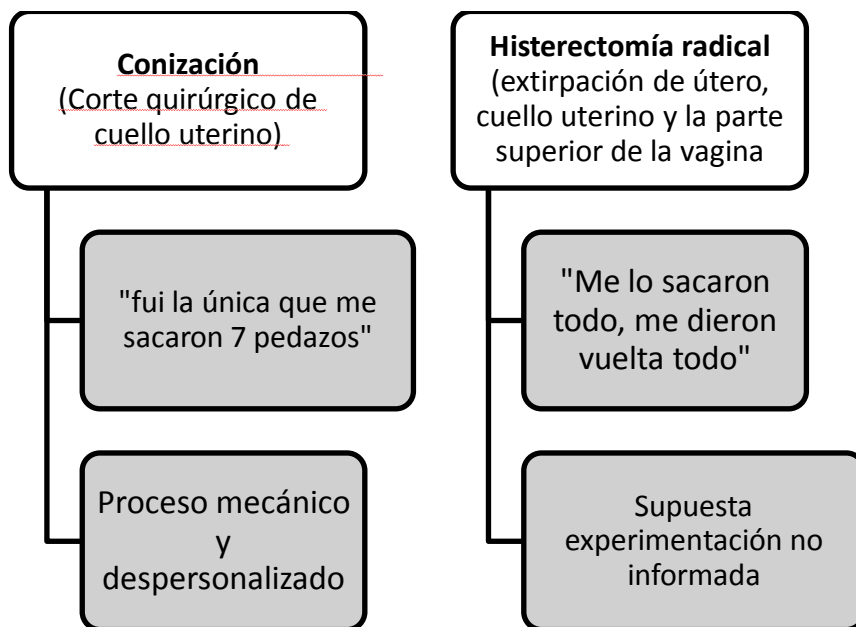 Conización
(Corte quirúrgico de
cuello uterino)
"fui la única que me
sacaron 7 pedazos"
Proceso mecánico
y
despersonalizado
Histerectomía radical
(extirpación de útero,
cuello uterino y la parte
superior de la vagina
"Me lo sacaron
todo, me dieron
vuelta todo"
Supuesta
experimentación no
informada